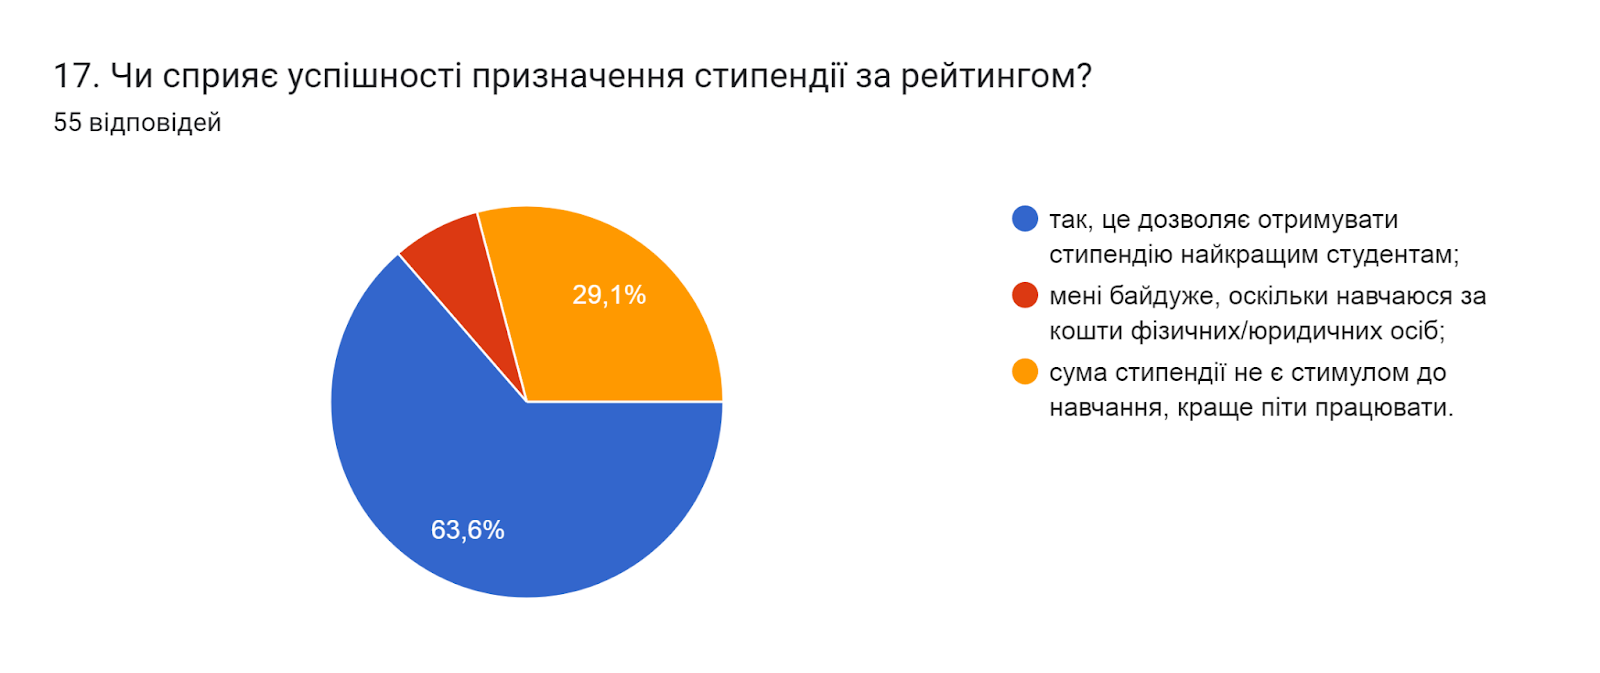 17. Чи сприяє успішності призначення стипендії за рейтингом?
55 відповідей
29,1%
63,6%
так, це дозволяє отримувати
стипендію найкращим студентам;
мені байдуже, оскільки навчаюся за
кошти фізичних/юридичних осіб;
сума стипендії не є стимулом до
навчання, краще піти працювати.